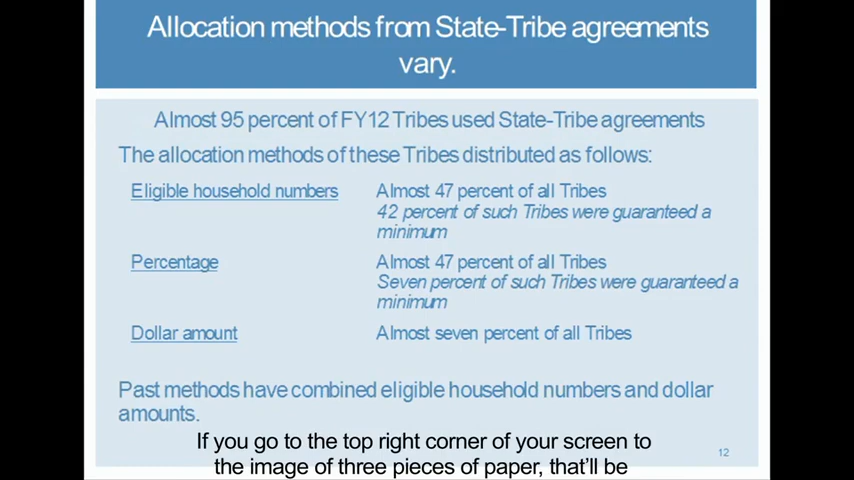 Allocation methods from State-Tribe agreements
vary.
Almost 95 percent of FY12 Tribes used State-Tribe agreements
The allocation methods of these Tribes distributed as follows:
Eligible household numbers Almost 47 percent of all Tribes
42 percent of such Tribes were guaranteed a
minimum
Percentage Almost 47 percent of all Tribes
Seven percent of such Tribes were guaranteed a
minimum
Dollar amount Almost seven percent of all Tribes
Past methods have combined eligible household numbers and dollar
amounts.
If you go to the top right corner of your screen to
the image of three pieces of paper, that'll be
12